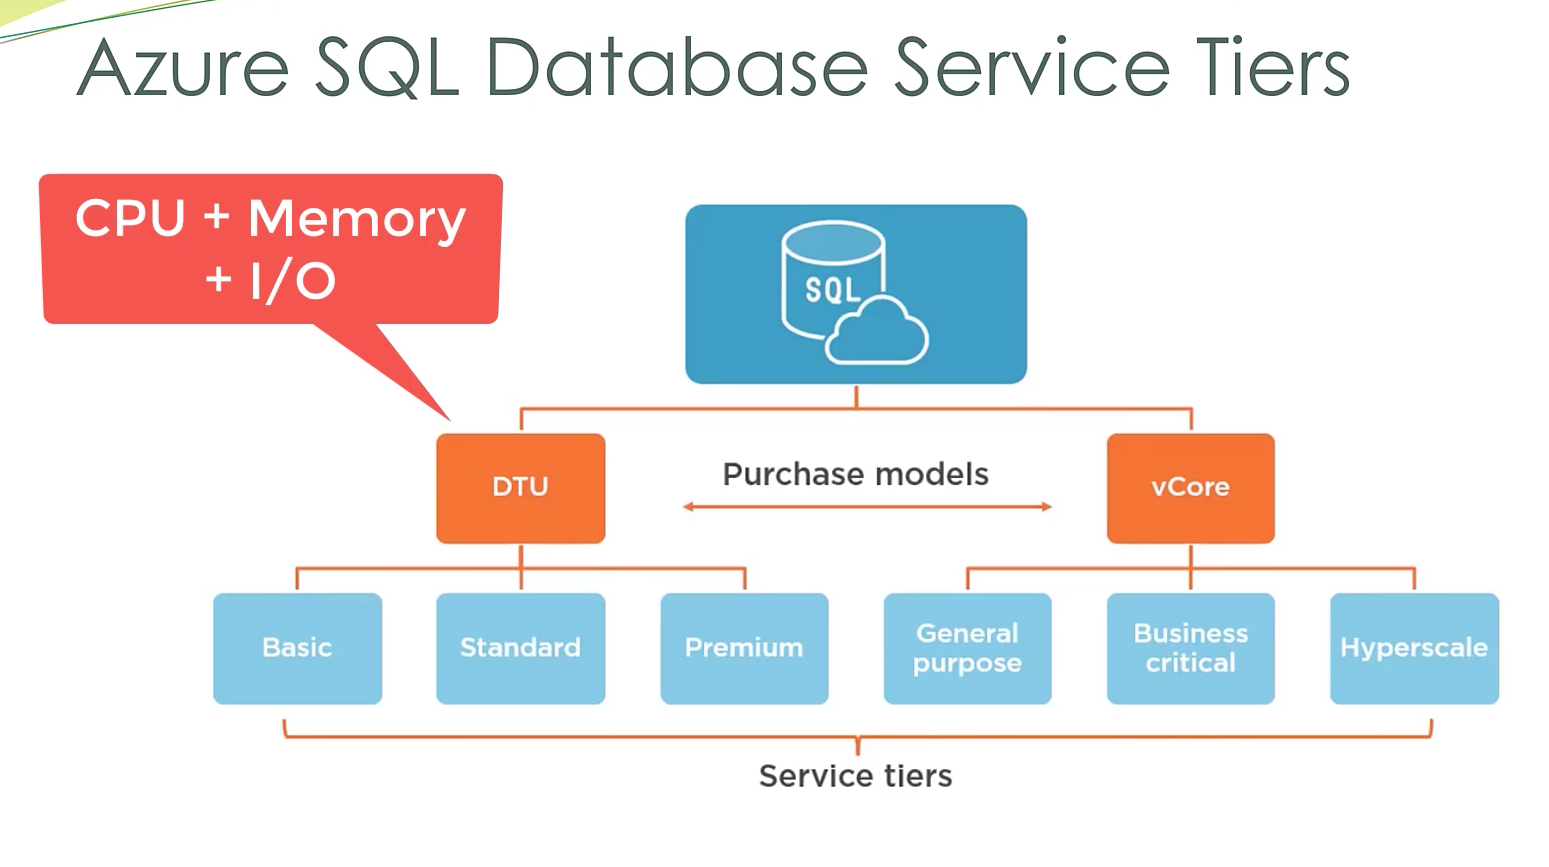 Azure SQL Database Service Tiers
CPU + Memory
+ I/O
SQL
DTU
Purchase models
vCore
Basic
Standard
Premium
General
purpose
Business
critical
Hyperscale
Service tiers